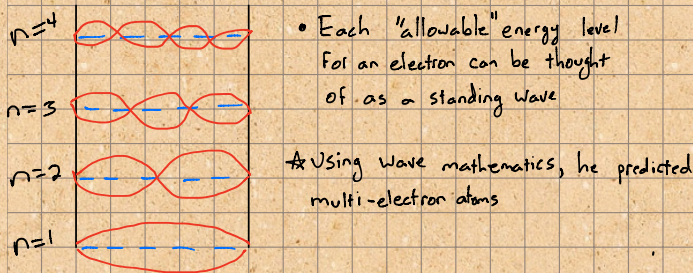 n=4
• Each "allowable" energy level
for an electron can be thought
of as a standing wave
n=3
n=2
☆ Using wave mathematics, he predicted
multi-electron atoms
n=1